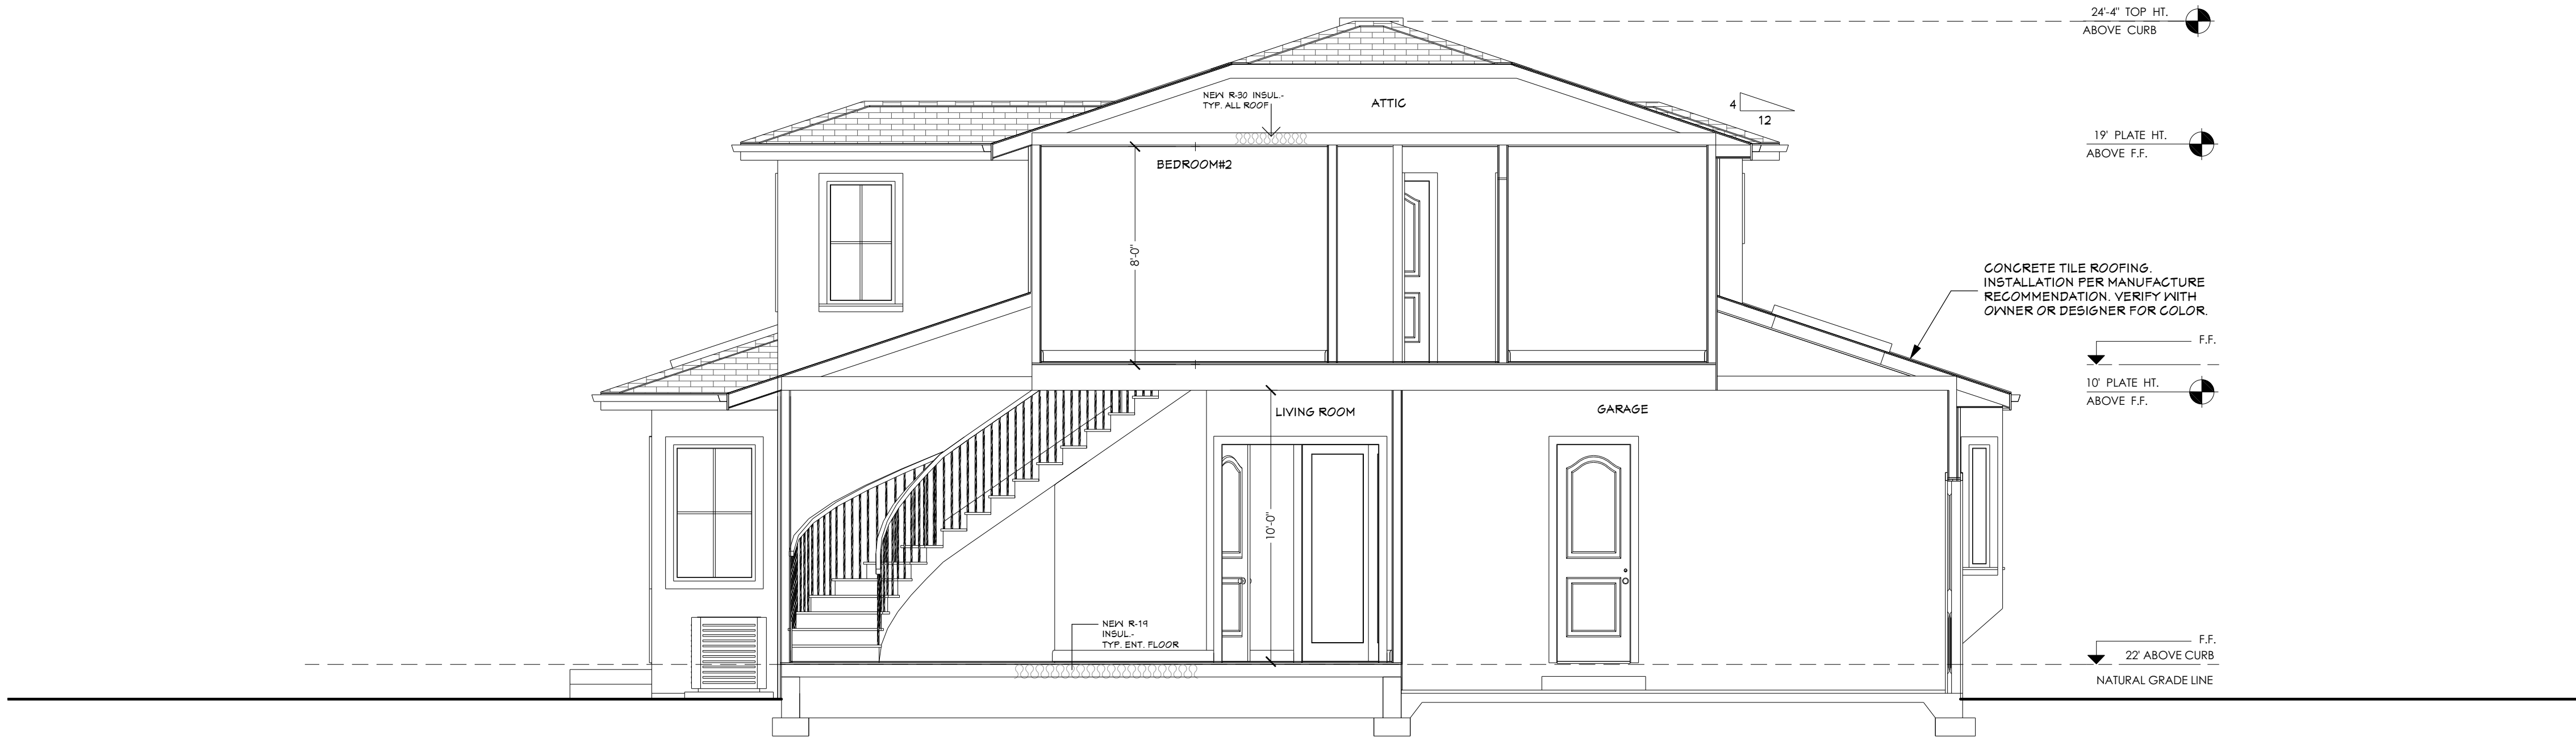 24'-4" TOP HT.
ABOVE CURB
NEW R-30 INSUL.-
TYP. ALL ROOF
ATTIC
4
12
19' PLATE HT.
ABOVE F.F.
BEDROOM#2
8'-0"
CONCRETE TILE ROOFING.
INSTALLATION PER MANUFACTURE
RECOMMENDATION. VERIFY WITH
OWNER OR DESIGNER FOR COLOR.
F.F.
10' PLATE HT.
ABOVE F.F.
LIVING ROOM
GARAGE
10'-0"
NEW R-19
INSUL.-
TYP. ENT. FLOOR
F.F.
22' ABOVE CURB
NATURAL GRADE LINE